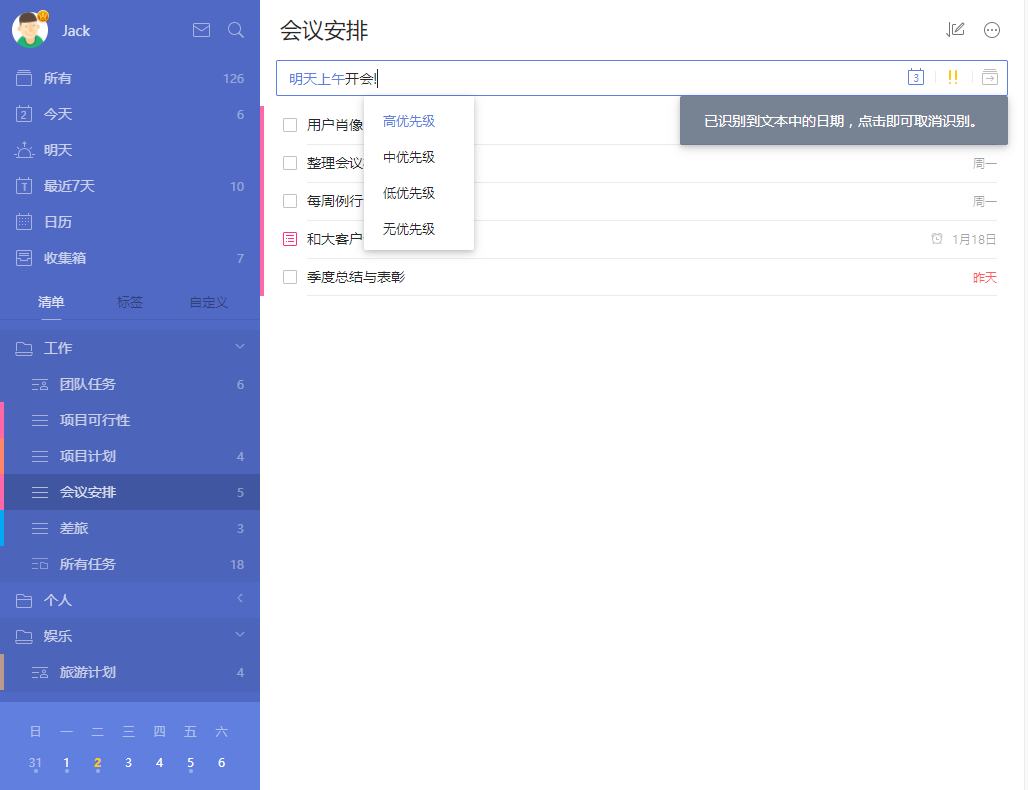 Jack
所有 126
2 今天 6
明天
T 最近7天 10
日历
收集箱 7
清单 标签 自定义
工作
团队任务 6
项目可行性
项目计划 4
会议安排 5
差旅 3
所有任务 18
个人
娱乐
旅游计划 4
日 一 二 三 四 五 六
31 1 2 3 4 5 6
会议安排
明天上午开会! 3 !!
高优先级
中优先级
低优先级
无优先级
已识别到文本中的日期，点击即可取消识别。
用户肖像
整理会议 周一
每周例行 周一
和大客户 1月18日
季度总结与表彰 昨天